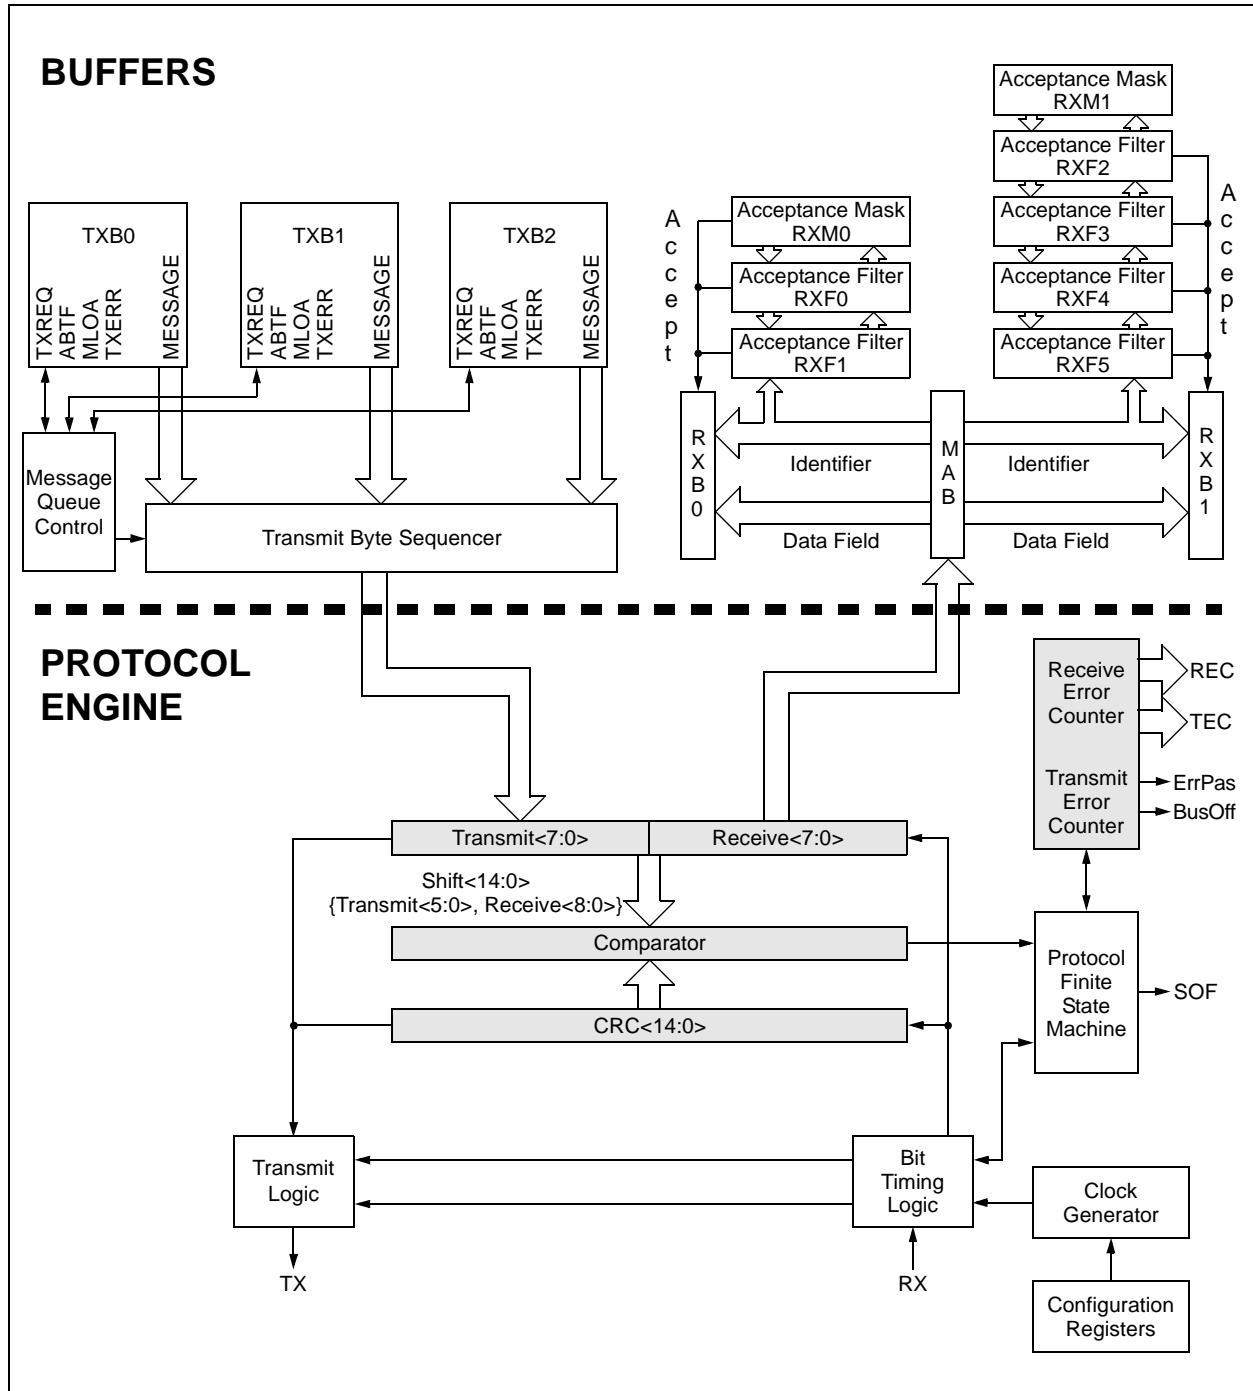 BUFFERS
Acceptance Mask
RXM1
Acceptance Filter
RXF2
Acceptance Filter
RXF3
Acceptance Filter
RXF4
Acceptance Filter
RXF5
Accept
Acceptance Mask
RXM0
Acceptance Filter
RXF0
Acceptance Filter
RXF1
Accept
TXB0
TXREQ
ABTF
MLOA
TXERR
MESSAGE
TXB1
TXREQ
ABTF
MLOA
TXERR
MESSAGE
TXB2
TXREQ
ABTF
MLOA
TXERR
MESSAGE
Message
Queue
Control
Transmit Byte Sequencer
RXB0
Identifier
Data Field
MAB
Identifier
Data Field
RXB1
PROTOCOL
ENGINE
Receive
Error
Counter
Transmit
Error
Counter
REC
TEC
ErrPas
BusOff
Transmit<7:0>
Receive<7:0>
Shift<14:0>
{Transmit<5:0>, Receive<8:0>}
Comparator
CRC<14:0>
Protocol
Finite
State
Machine
SOF
Transmit
Logic
Bit
Timing
Logic
Clock
Generator
TX
RX
Configuration
Registers